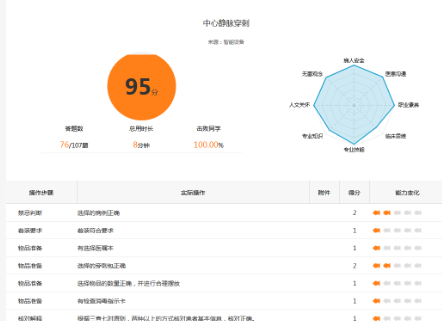 中心静脉穿刺
来源：智能设备
95分
答题数
总用时长
击败同学
76/107题
8分钟
100.00%
病人安全
医患沟通
职业素养
临床思维
专业技能
专业知识
人文关怀
无菌观念
操作步骤 实际操作 附件 得分 能力变化
禁忌判断 选择的病例正确 2
着装要求 着装符合要求 1
物品准备 有选择医嘱本 1
物品准备 选择的穿刺包正确 2
物品准备 选择物品的数量正确，并进行合理摆放 1
物品准备 有检查消毒指示卡 1
核对解释 根据三查七对原则，两种以上的方式核对患者基本信息，核对正确。 1